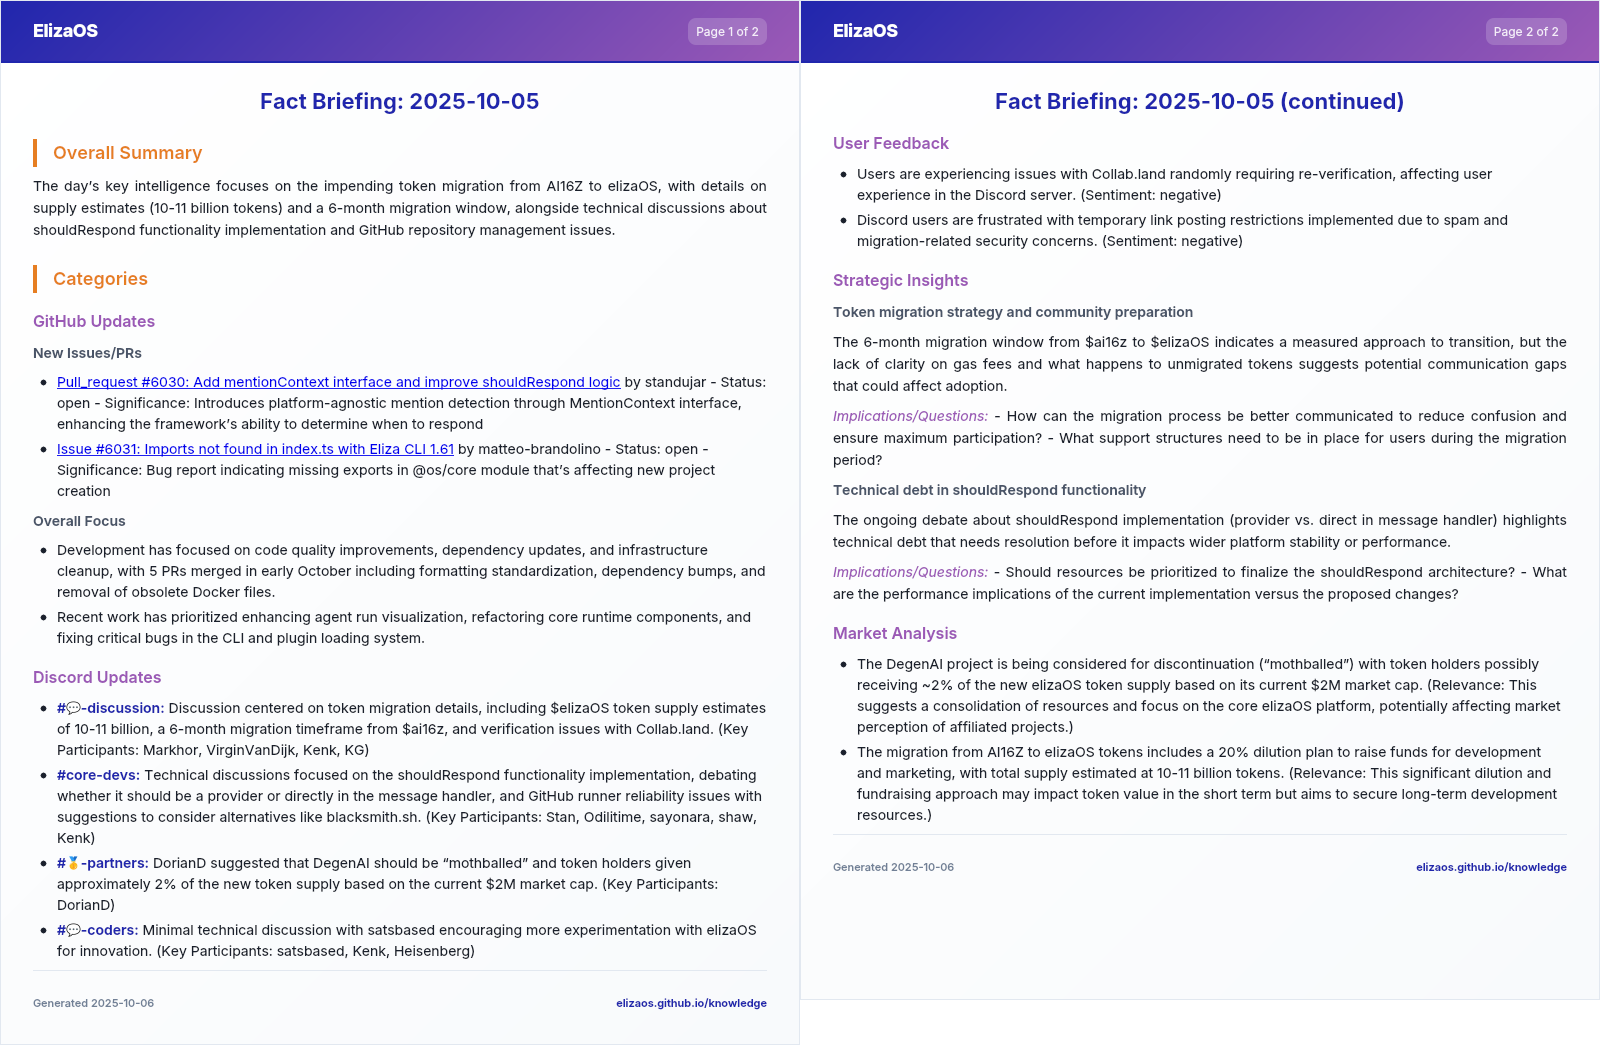 ElizaOS
Page 1 of 2
Fact Briefing: 2025-10-05
Overall Summary
The day’s key intelligence focuses on the impending token migration from AI16Z to elizaOS, with details on
supply estimates (10-11 billion tokens) and a 6-month migration window, alongside technical discussions about
shouldRespond functionality implementation and GitHub repository management issues.
Categories
GitHub Updates
New Issues/PRs
• Pull_request #6030: Add mentionContext interface and improve shouldRespond logic by standujar - Status:
open - Significance: Introduces platform-agnostic mention detection through MentionContext interface,
enhancing the framework’s ability to determine when to respond
• Issue #6031: Imports not found in index.ts with Eliza CLI 1.61 by matteo-brandolino - Status: open -
Significance: Bug report indicating missing exports in @os/core module that’s affecting new project
creation
Overall Focus
• Development has focused on code quality improvements, dependency updates, and infrastructure
cleanup, with 5 PRs merged in early October including formatting standardization, dependency bumps, and
removal of obsolete Docker files.
• Recent work has prioritized enhancing agent run visualization, refactoring core runtime components, and
fixing critical bugs in the CLI and plugin loading system.
Discord Updates
• #💬-discussion: Discussion centered on token migration details, including $elizaOS token supply estimates
of 10-11 billion, a 6-month migration timeframe from $ai16z, and verification issues with Collab.land. (Key
Participants: Markhor, VirginVanDijk, Kenk, KG)
• #core-devs: Technical discussions focused on the shouldRespond functionality implementation, debating
whether it should be a provider or directly in the message handler, and GitHub runner reliability issues with
suggestions to consider alternatives like blacksmith.sh. (Key Participants: Stan, Odilitime, sayonara, shaw,
Kenk)
• #🥇-partners: DorianD suggested that DegenAI should be “mothballed” and token holders given
approximately 2% of the new token supply based on the current $2M market cap. (Key Participants:
DorianD)
• #💬-coders: Minimal technical discussion with satsbased encouraging more experimentation with elizaOS
for innovation. (Key Participants: satsbased, Kenk, Heisenberg)
Generated 2025-10-06
elizaos.github.io/knowledge
ElizaOS
Page 2 of 2
Fact Briefing: 2025-10-05 (continued)
User Feedback
• Users are experiencing issues with Collab.land randomly requiring re-verification, affecting user
experience in the Discord server. (Sentiment: negative)
• Discord users are frustrated with temporary link posting restrictions implemented due to spam and
migration-related security concerns. (Sentiment: negative)
Strategic Insights
Token migration strategy and community preparation
The 6-month migration window from $ai16z to $elizaOS indicates a measured approach to transition, but the
lack of clarity on gas fees and what happens to unmigrated tokens suggests potential communication gaps
that could affect adoption.
Implications/Questions: - How can the migration process be better communicated to reduce confusion and
ensure maximum participation? - What support structures need to be in place for users during the migration
period?
Technical debt in shouldRespond functionality
The ongoing debate about shouldRespond implementation (provider vs. direct in message handler) highlights
technical debt that needs resolution before it impacts wider platform stability or performance.
Implications/Questions: - Should resources be prioritized to finalize the shouldRespond architecture? - What
are the performance implications of the current implementation versus the proposed changes?
Market Analysis
• The DegenAI project is being considered for discontinuation (“mothballed”) with token holders possibly
receiving ~2% of the new elizaOS token supply based on its current $2M market cap. (Relevance: This
suggests a consolidation of resources and focus on the core elizaOS platform, potentially affecting market
perception of affiliated projects.)
• The migration from AI16Z to elizaOS tokens includes a 20% dilution plan to raise funds for development
and marketing, with total supply estimated at 10-11 billion tokens. (Relevance: This significant dilution and
fundraising approach may impact token value in the short term but aims to secure long-term development
resources.)
Generated 2025-10-06
elizaos.github.io/knowledge